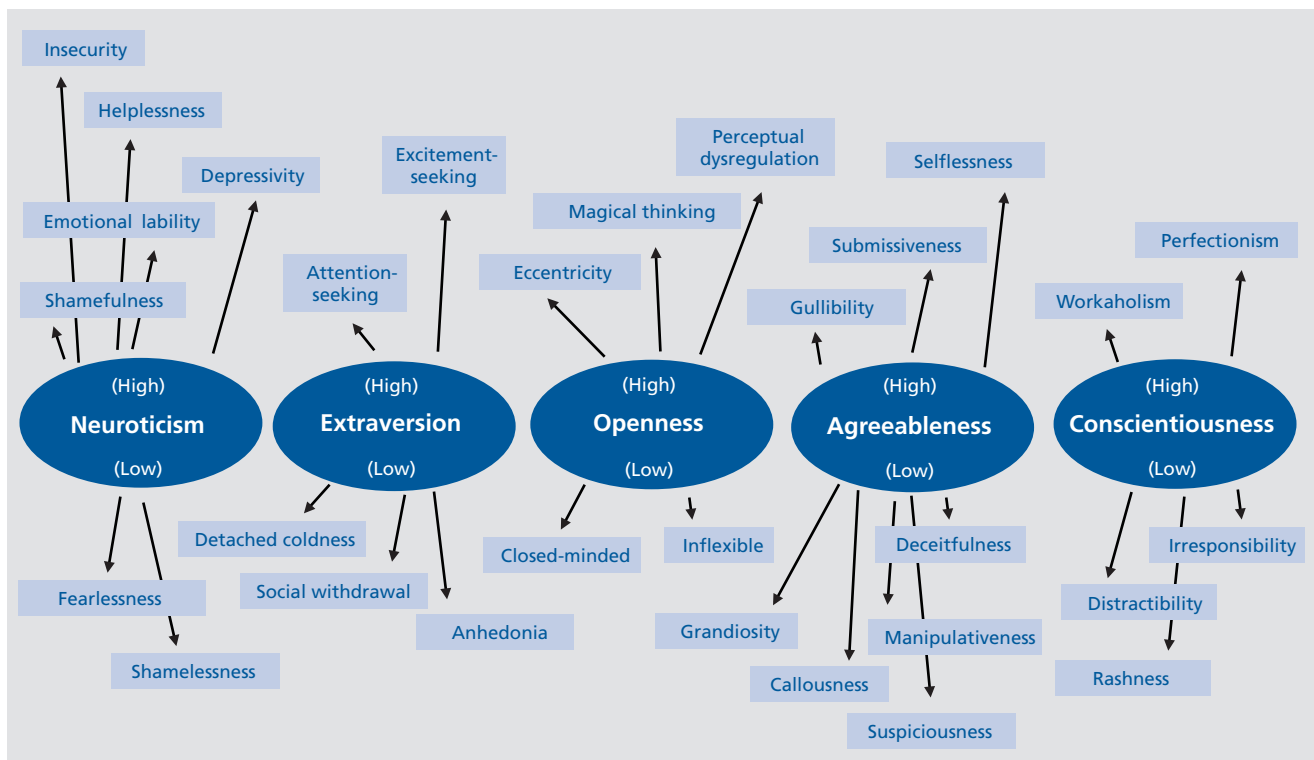 Insecurity
Helplessness
Depressivity
Emotional lability
Shamefulness
Excitement-
seeking
Attention-
seeking
Perceptual
dysregulation
Magical thinking
Eccentricity
Selflessness
Submissiveness
Gullibility
Perfectionism
Workaholism
(High)
Neuroticism
(Low)
(High)
Extraversion
(Low)
(High)
Openness
(Low)
(High)
Agreeableness
(Low)
(High)
Conscientiousness
(Low)
Fearlessness
Shamelessness
Detached coldness
Social withdrawal
Anhedonia
Closed-minded
Inflexible
Grandiosity
Callousness
Deceitfulness
Manipulativeness
Suspiciousness
Irresponsibility
Distractibility
Rashness